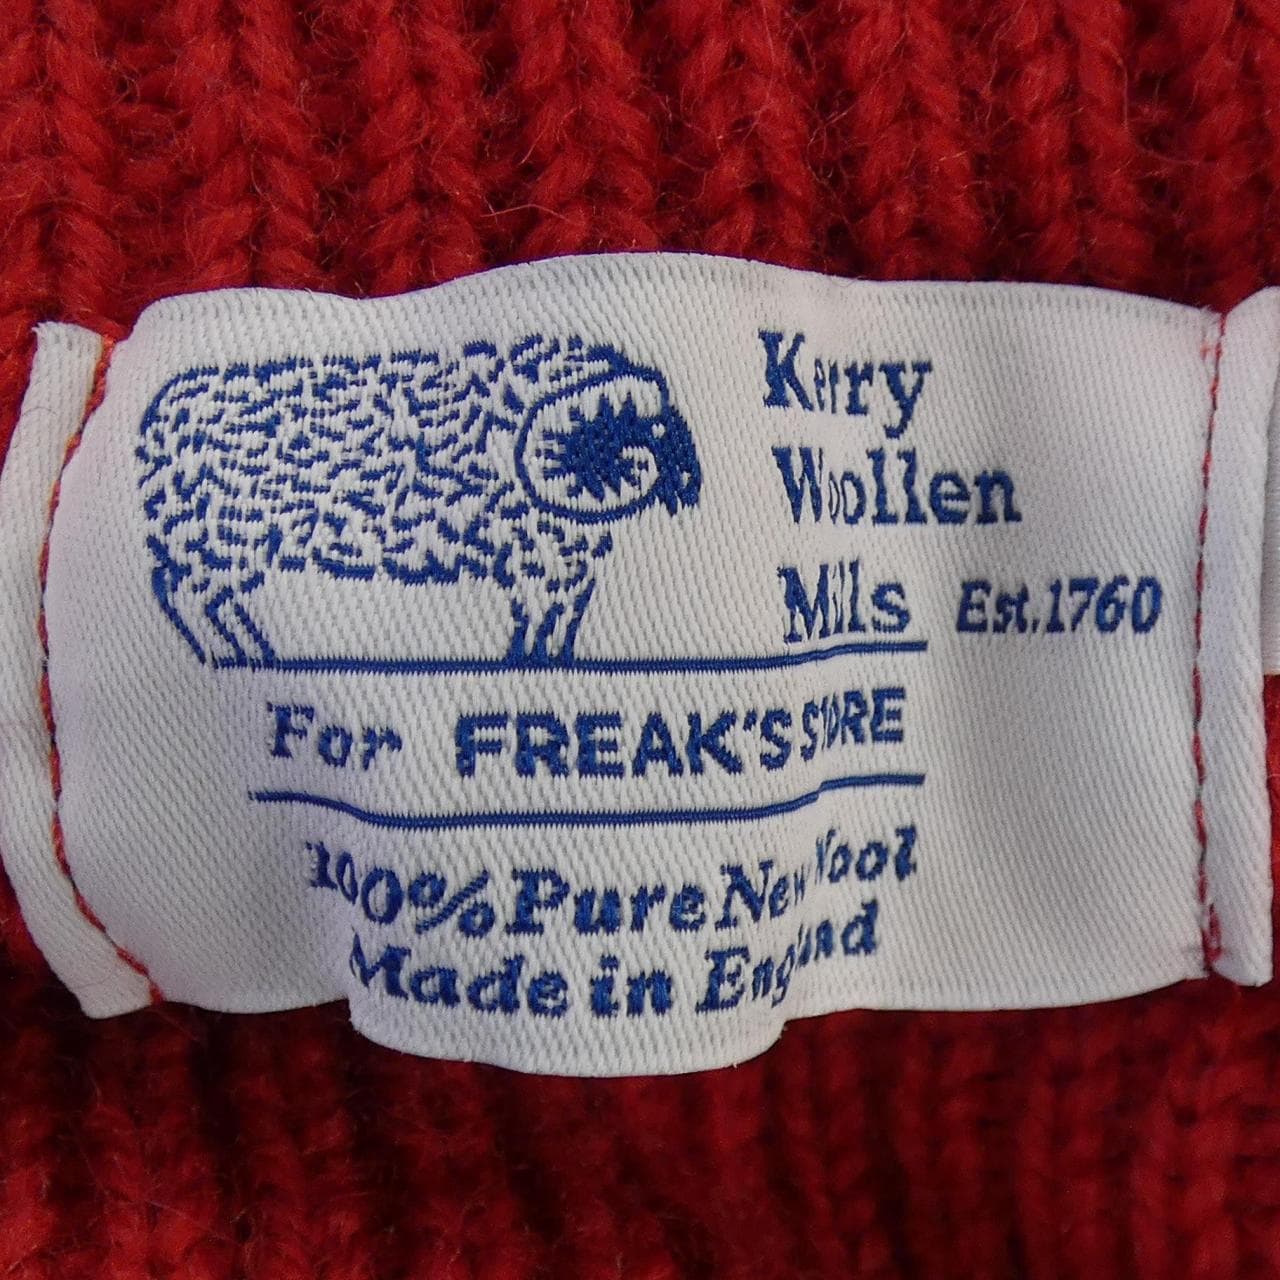 Kerry
Woollen
Mills Est.1760
For FREAK'S STORE
100% Pure New Wool
Made in England